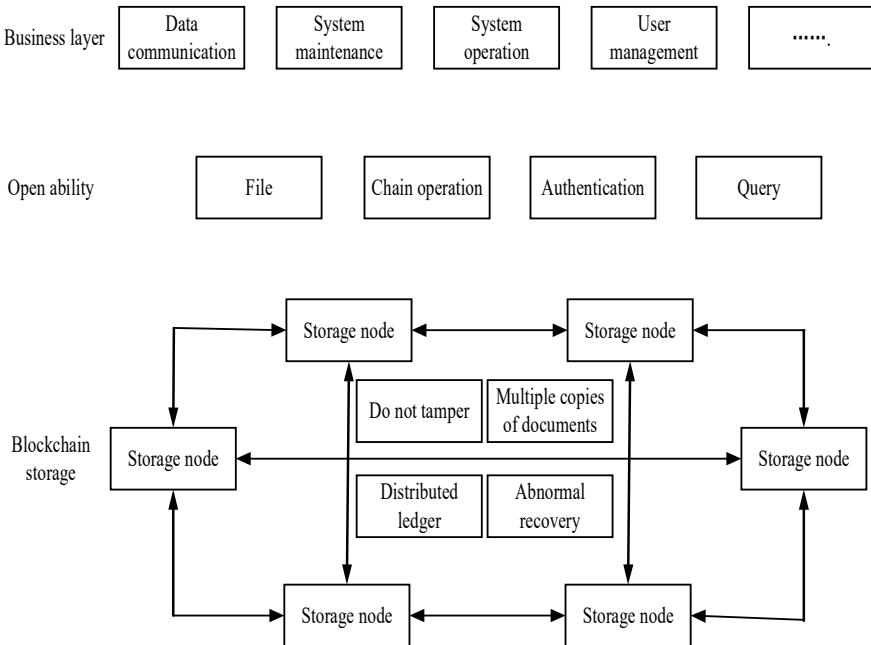 Business layer
Data
communication
System
maintenance
System
operation
User
management
.......
Open ability
File
Chain operation
Authentication
Query
Blockchain
storage
Storage node
Storage node
Do not tamper
Multiple copies
of documents
Storage node
Storage node
Distributed
ledger
Abnormal
recovery
Storage node
Storage node